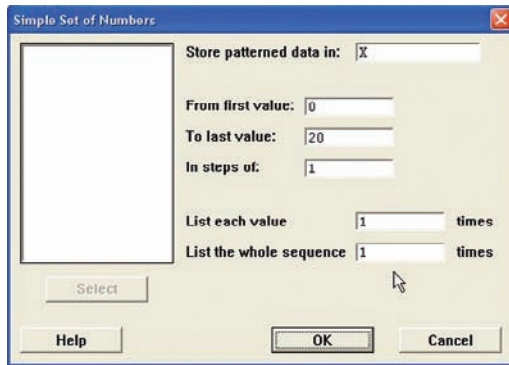 Simple Set of Numbers
Store patterned data in: X
From first value: 0
To last value: 20
In steps of: 1
List each value 1 times
List the whole sequence 1 times
Select
Help OK Cancel